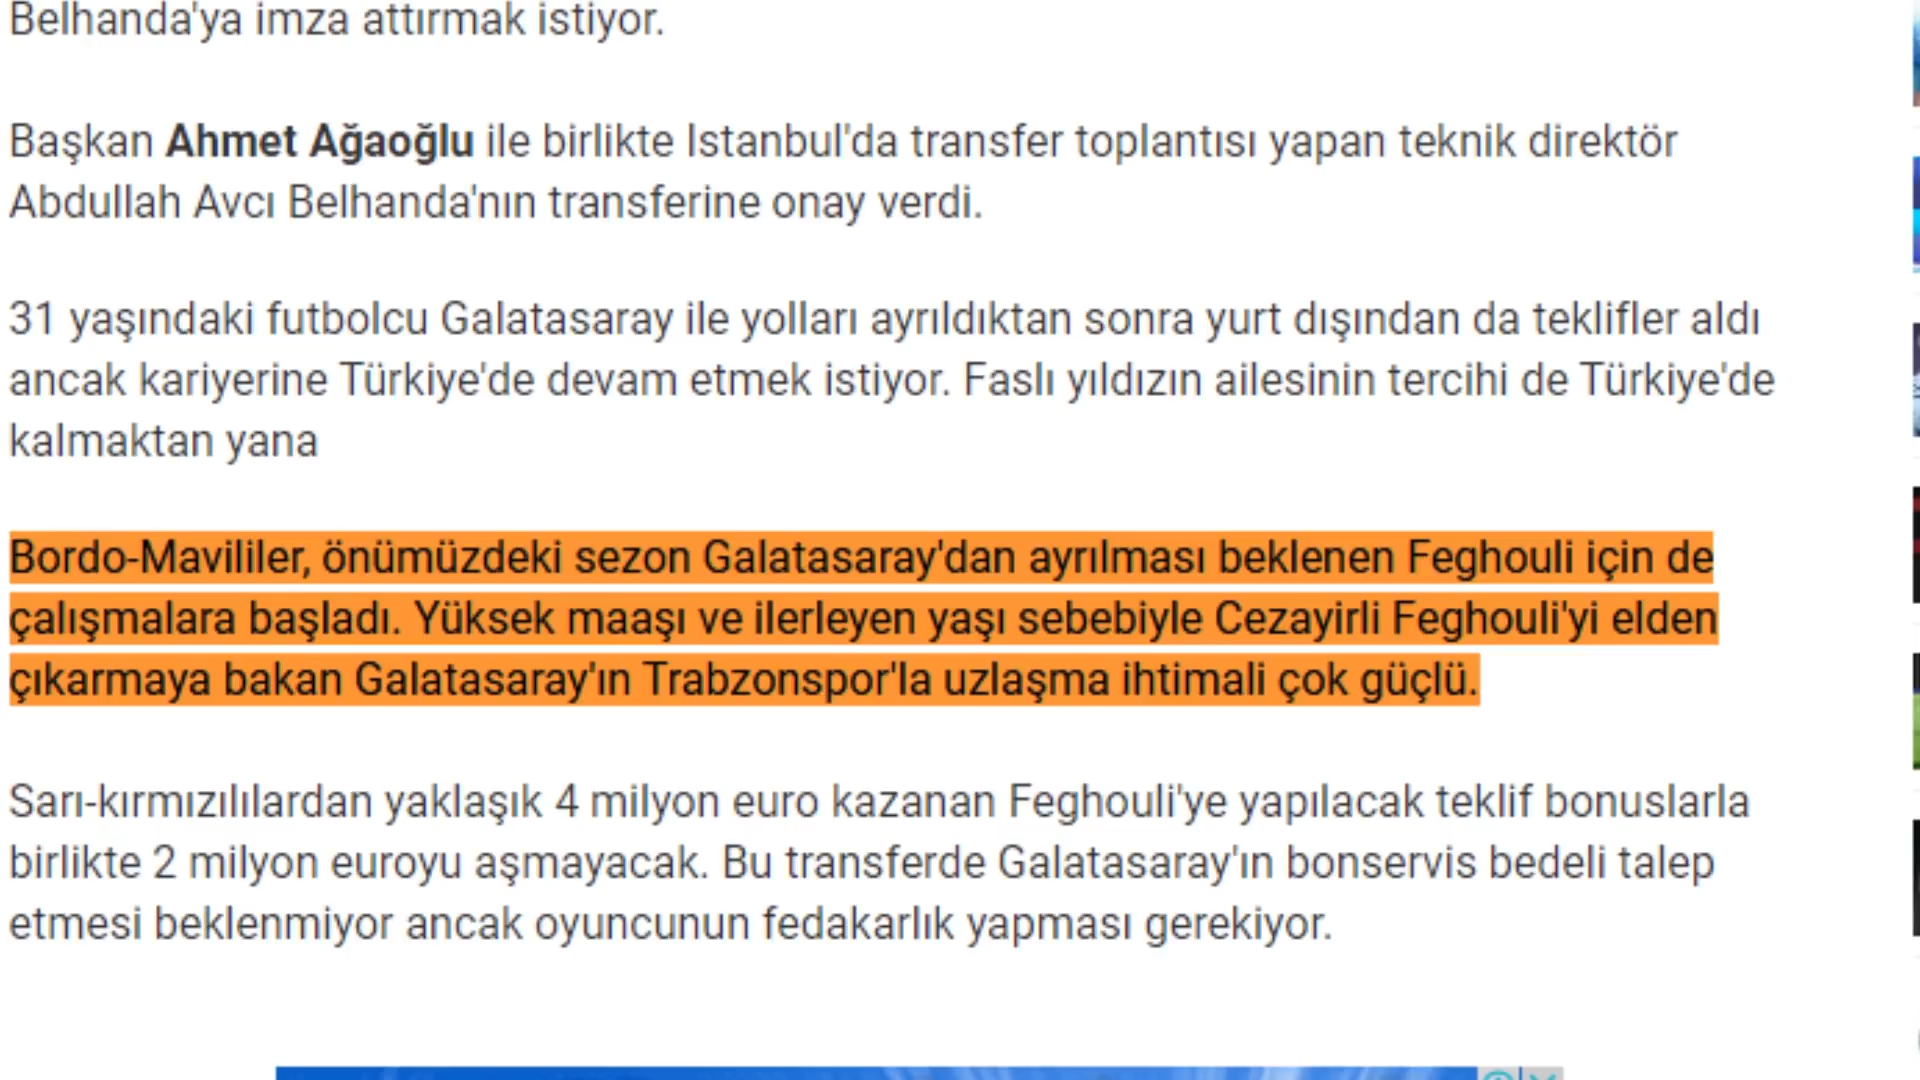 Belhanda'ya imza attırmak istiyor.
Başkan Ahmet Ağaoğlu ile birlikte Istanbul'da transfer toplantısı yapan teknik direktör
Abdullah Avcı Belhanda'nın transferine onay verdi.
31 yaşındaki futbolcu Galatasaray ile yolları ayrıldıktan sonra yurt dışından da teklifler aldı
ancak kariyerine Türkiye'de devam etmek istiyor. Faslı yıldızın ailesinin tercihi de Türkiye'de
kalmaktan yana
Bordo-Mavililer, önümüzdeki sezon Galatasaray'dan ayrılması beklenen Feghouli için de
çalışmalara başladı. Yüksek maaşı ve ilerleyen yaşı sebebiyle Cezayirli Feghouli'yi elden
çıkarmaya bakan Galatasaray'ın Trabzonspor'la uzlaşma ihtimali çok güçlü.
Sarı-kırmızılılardan yaklaşık 4 milyon euro kazanan Feghouli'ye yapılacak teklif bonuslarla
birlikte 2 milyon euroyu aşmayacak. Bu transferde Galatasaray'ın bonservis bedeli talep
etmesi beklenmiyor ancak oyuncunun fedakarlık yapması gerekiyor.